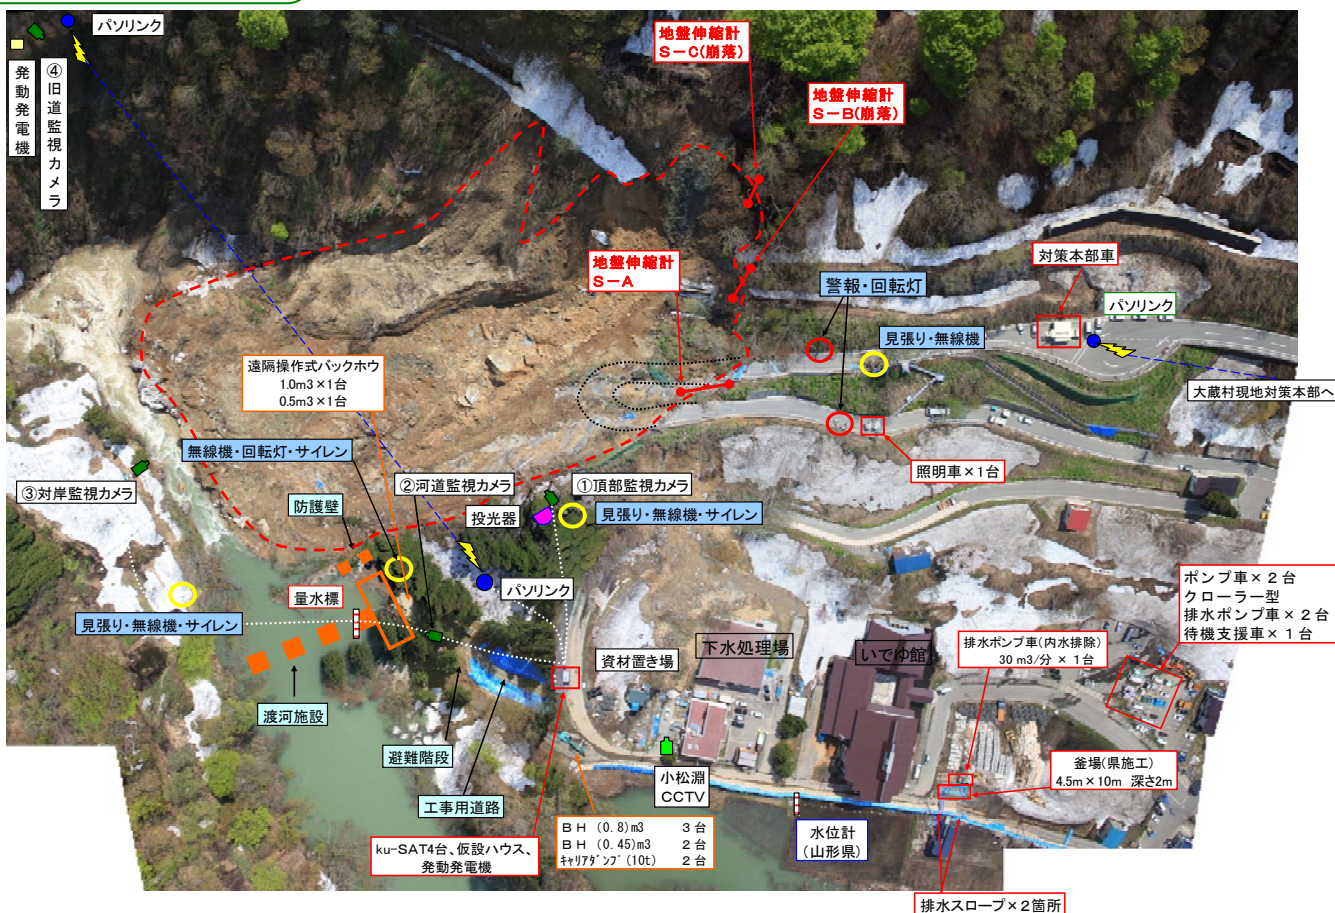 パソリンク
発動発電機
④旧道監視カメラ
地盤伸縮計
S－C(崩落)
地盤伸縮計
S－B(崩落)
地盤伸縮計
S－A
対策本部車
警報・回転灯
パソリンク
見張り・無線機
大蔵村現地対策本部へ
遠隔操作式バックホウ
1.0m3×1台
0.5m3×1台
無線機・回転灯・サイレン
③対岸監視カメラ
②河道監視カメラ
①頂部監視カメラ
照明車×1台
防護壁
投光器
見張り・無線機・サイレン
パソリンク
量水標
見張り・無線機・サイレン
ポンプ車×２台
クローラー型
排水ポンプ車×２台
待機支援車×１台
下水処理場
いでゆ館
排水ポンプ車(内水排除)
30 m3/分 × 1台
資材置き場
渡河施設
避難階段
工事用道路
小松淵
CCTV
釜場(県施工)
4.5m×10m 深さ2m
ku-SAT4台、仮設ハウス、
発動発電機
ＢＨ (0.8)m3 ３台
ＢＨ (0.45)m3 ２台
ｷｬﾘｱﾀﾞﾝﾌﾟ(10t) ２台
水位計
(山形県)
排水スロープ×２箇所